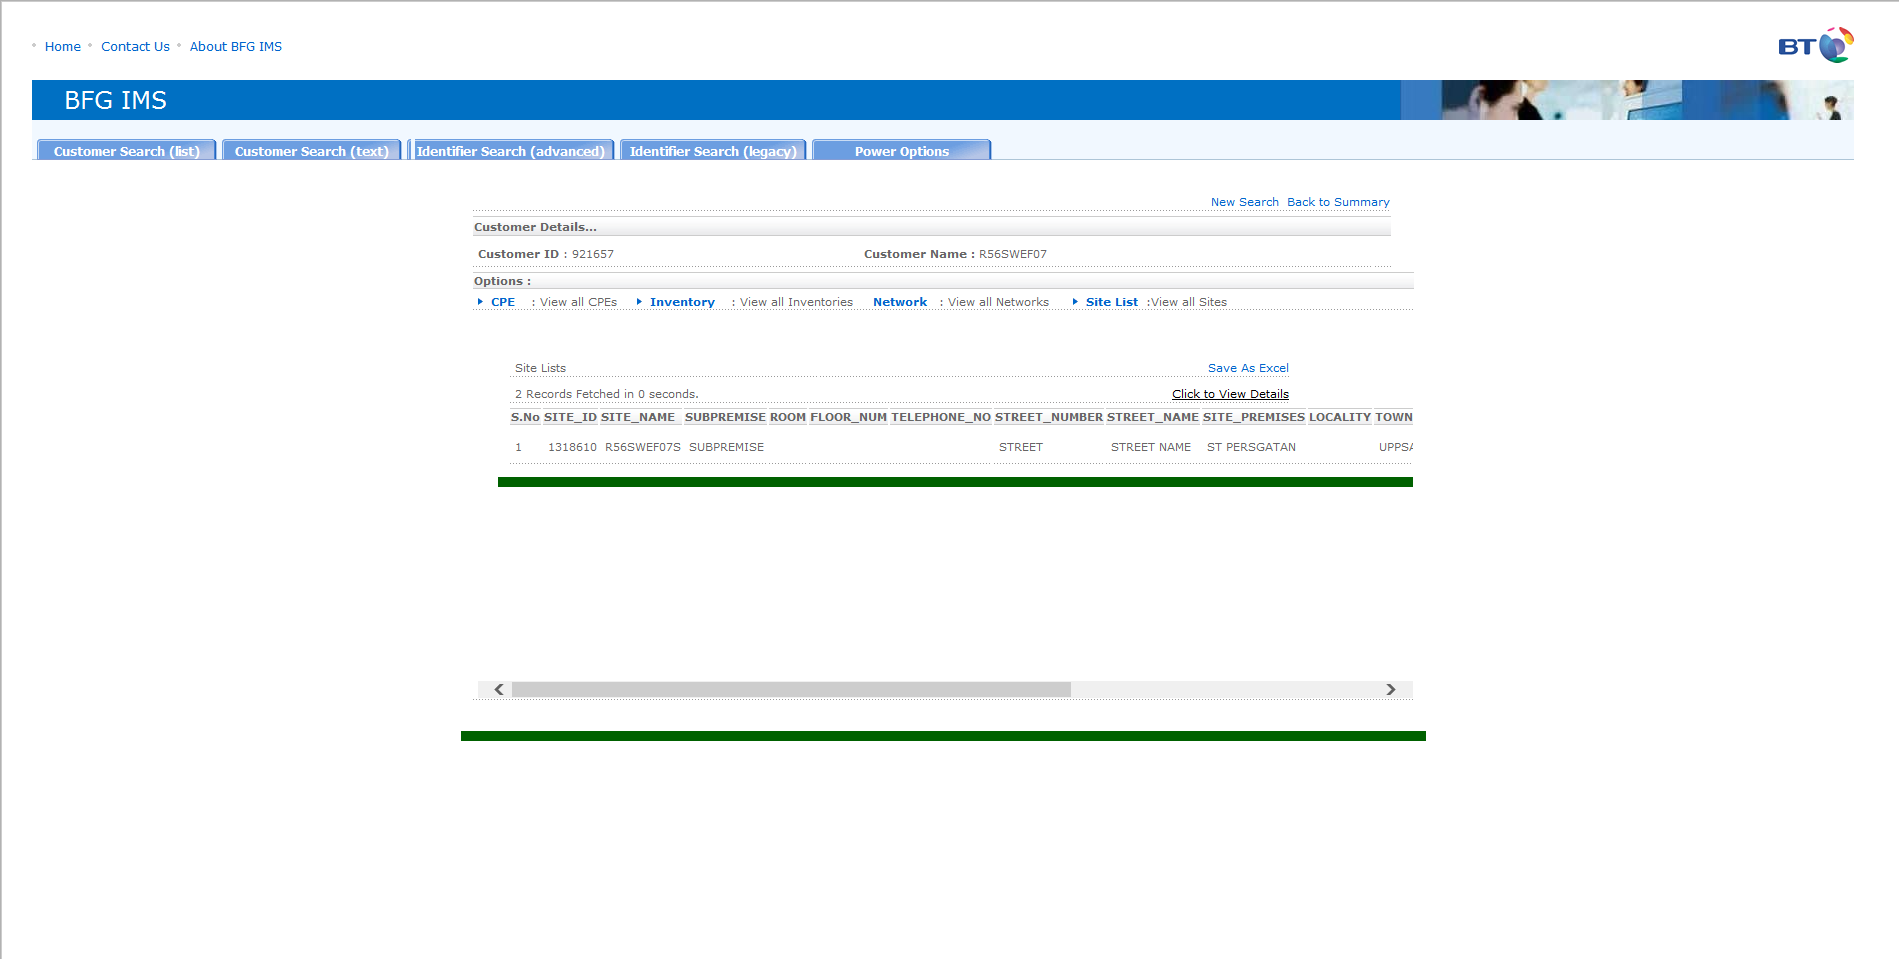 Home Contact Us About BFG IMS
BT
BFG IMS
Customer Search (list) Customer Search (text) Identifier Search (advanced) Identifier Search (legacy) Power Options
New Search Back to Summary
Customer Details...
Customer ID : 921657 Customer Name : R56SWEF07
Options :
CPE : View all CPEs Inventory : View all Inventories Network : View all Networks Site List :View all Sites
Site Lists Save As Excel
2 Records Fetched in 0 seconds. Click to View Details
S.No SITE_ID SITE_NAME SUBPREMISE ROOM FLOOR_NUM TELEPHONE_NO STREET_NUMBER STREET_NAME SITE_PREMISES LOCALITY TOWN
1 1318610 R56SWEF07S SUBPREMISE STREET STREET NAME ST PERSGATAN UPPSA